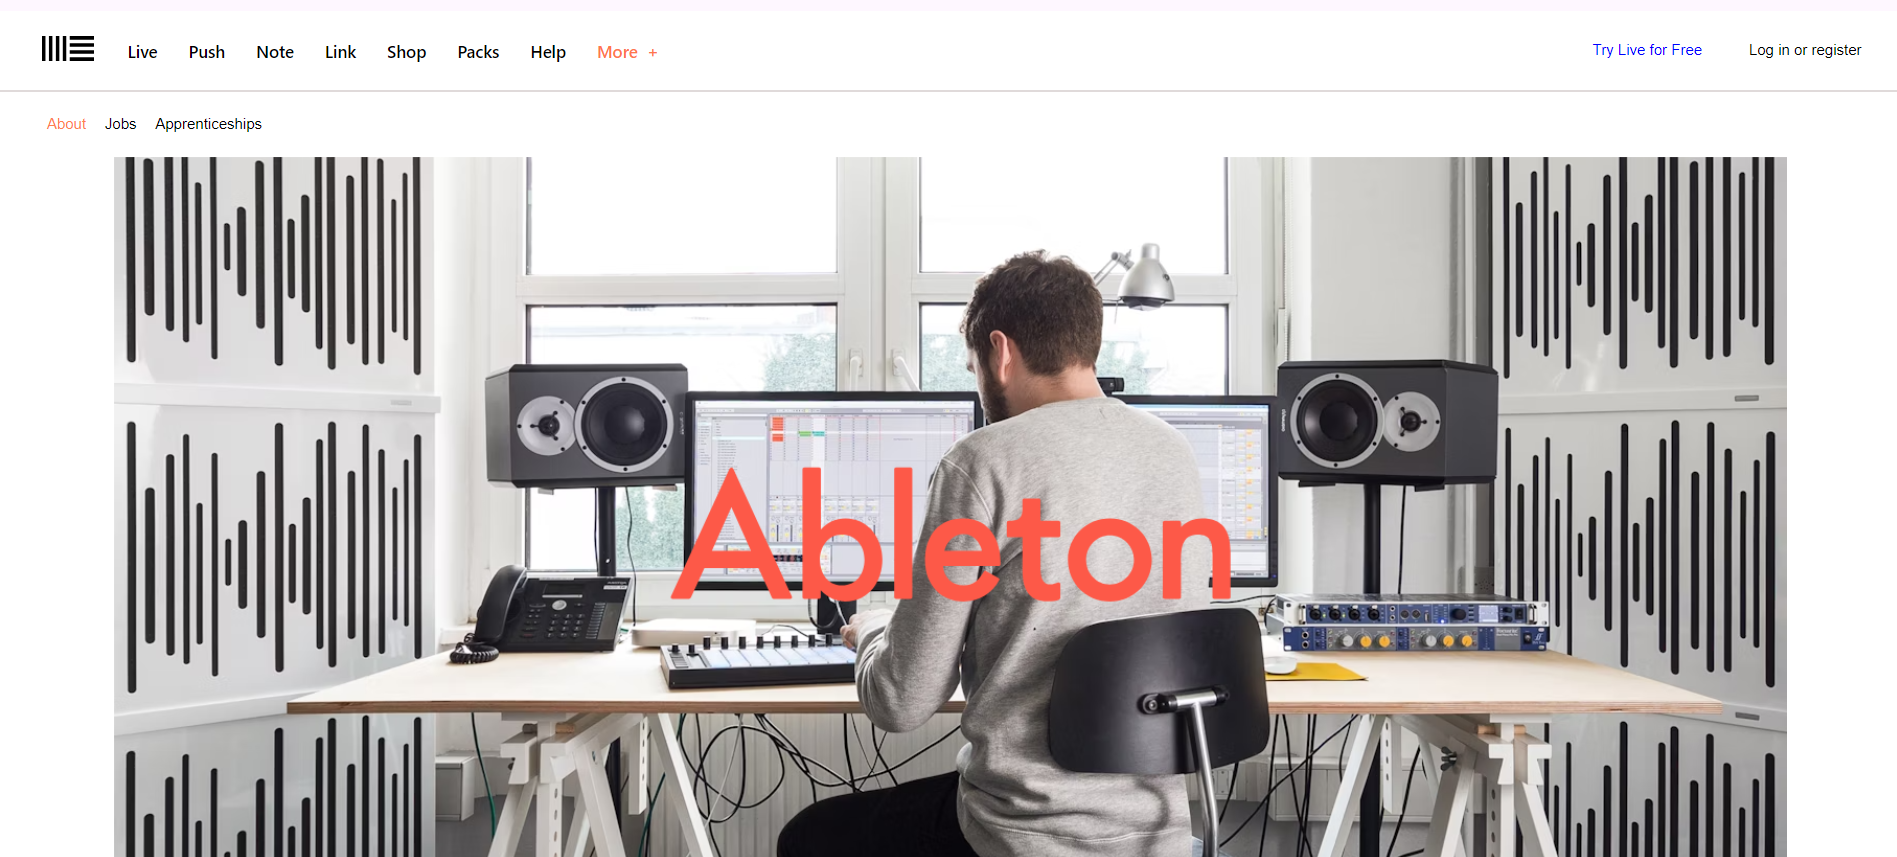 Live Push Note Link Shop Packs Help More +
Try Live for Free Log in or register
About Jobs Apprenticeships
Ableton